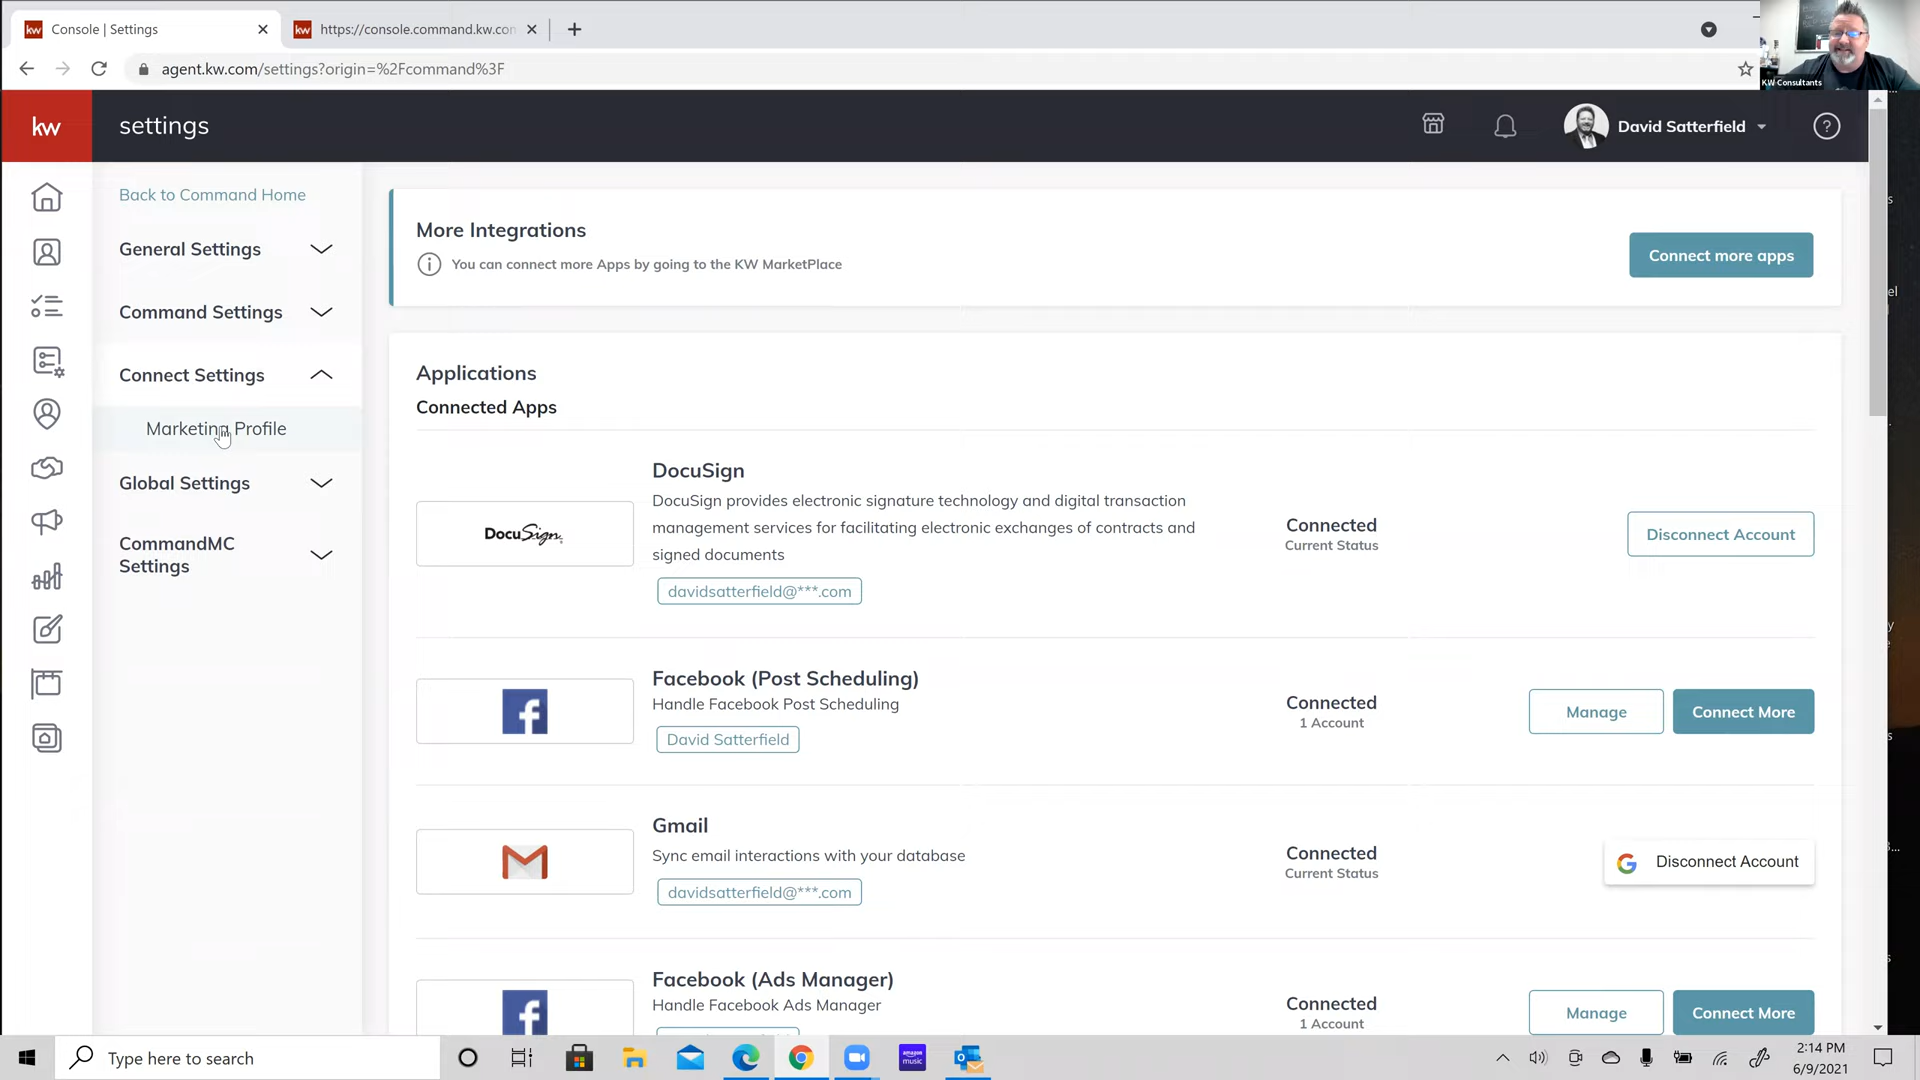 kw Console | Settings
kw https://console.command.kw.con
agent.kw.com/settings?origin=%2Fcommand%3F
KW Consultants
kw settings
David Satterfield
?
Back to Command Home
General Settings
Command Settings
Connect Settings
Marketing Profile
Global Settings
CommandMC
Settings
More Integrations
You can connect more Apps by going to the KW MarketPlace
Connect more apps
Applications
Connected Apps
DocuSign
DocuSign
DocuSign provides electronic signature technology and digital transaction
management services for facilitating electronic exchanges of contracts and
signed documents
davidsatterfield@***.com
Connected
Current Status
Disconnect Account
Facebook (Post Scheduling)
Handle Facebook Post Scheduling
David Satterfield
Connected
1 Account
Manage
Connect More
Gmail
Sync email interactions with your database
davidsatterfield@***.com
Connected
Current Status
Disconnect Account
Facebook (Ads Manager)
Handle Facebook Ads Manager
Connected
1 Account
Manage
Connect More
Type here to search
amazon
music
2:14 PM
6/9/2021